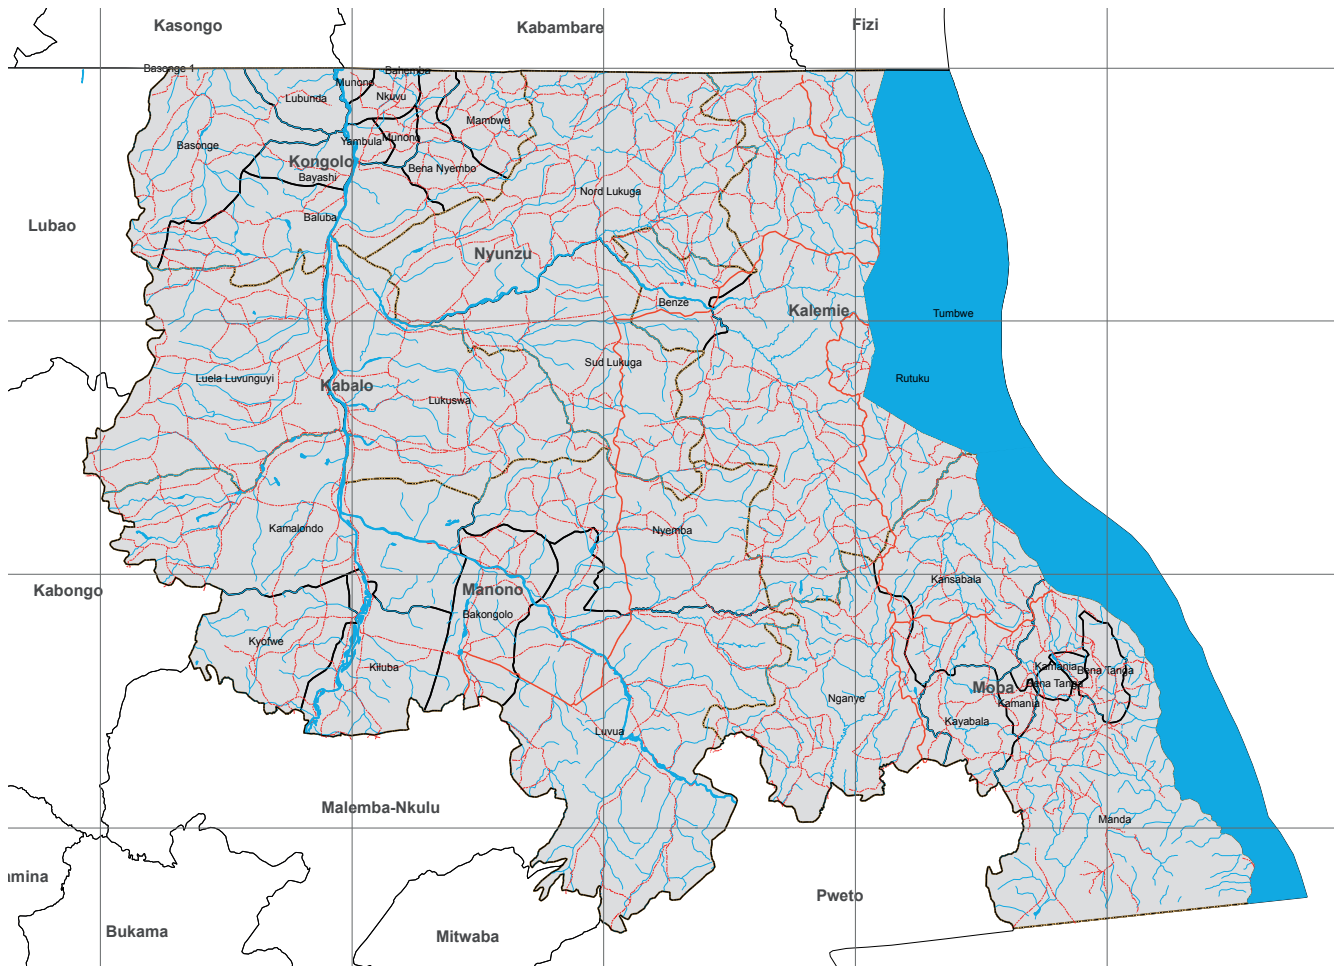 Kasongo
Kabambare
Fizi
Basonge 1
Bahemba
Munono
Nkuvu
Lubunda
Mambwe
Basonge
Yambula
Munono
Kongolo
Bena Nyembo
Bayashi
Nord Lukuga
Baluba
Lubao
Nyunzu
Benze
Kalemie
Tumbwe
Sud Lukuga
Luela Luvunguyi
Kabalo
Rutuku
Lukuswa
Kamalondo
Nyemba
Kansabala
Kabongo
Manono
Bakongolo
Kyofwe
Kiluba
Kamania
Bena Tanga
Bena Tanga
Moba
Nganye
Kamania
Kayabala
Luvua
Malemba-Nkulu
Manda
amina
Pweto
Bukama
Mitwaba